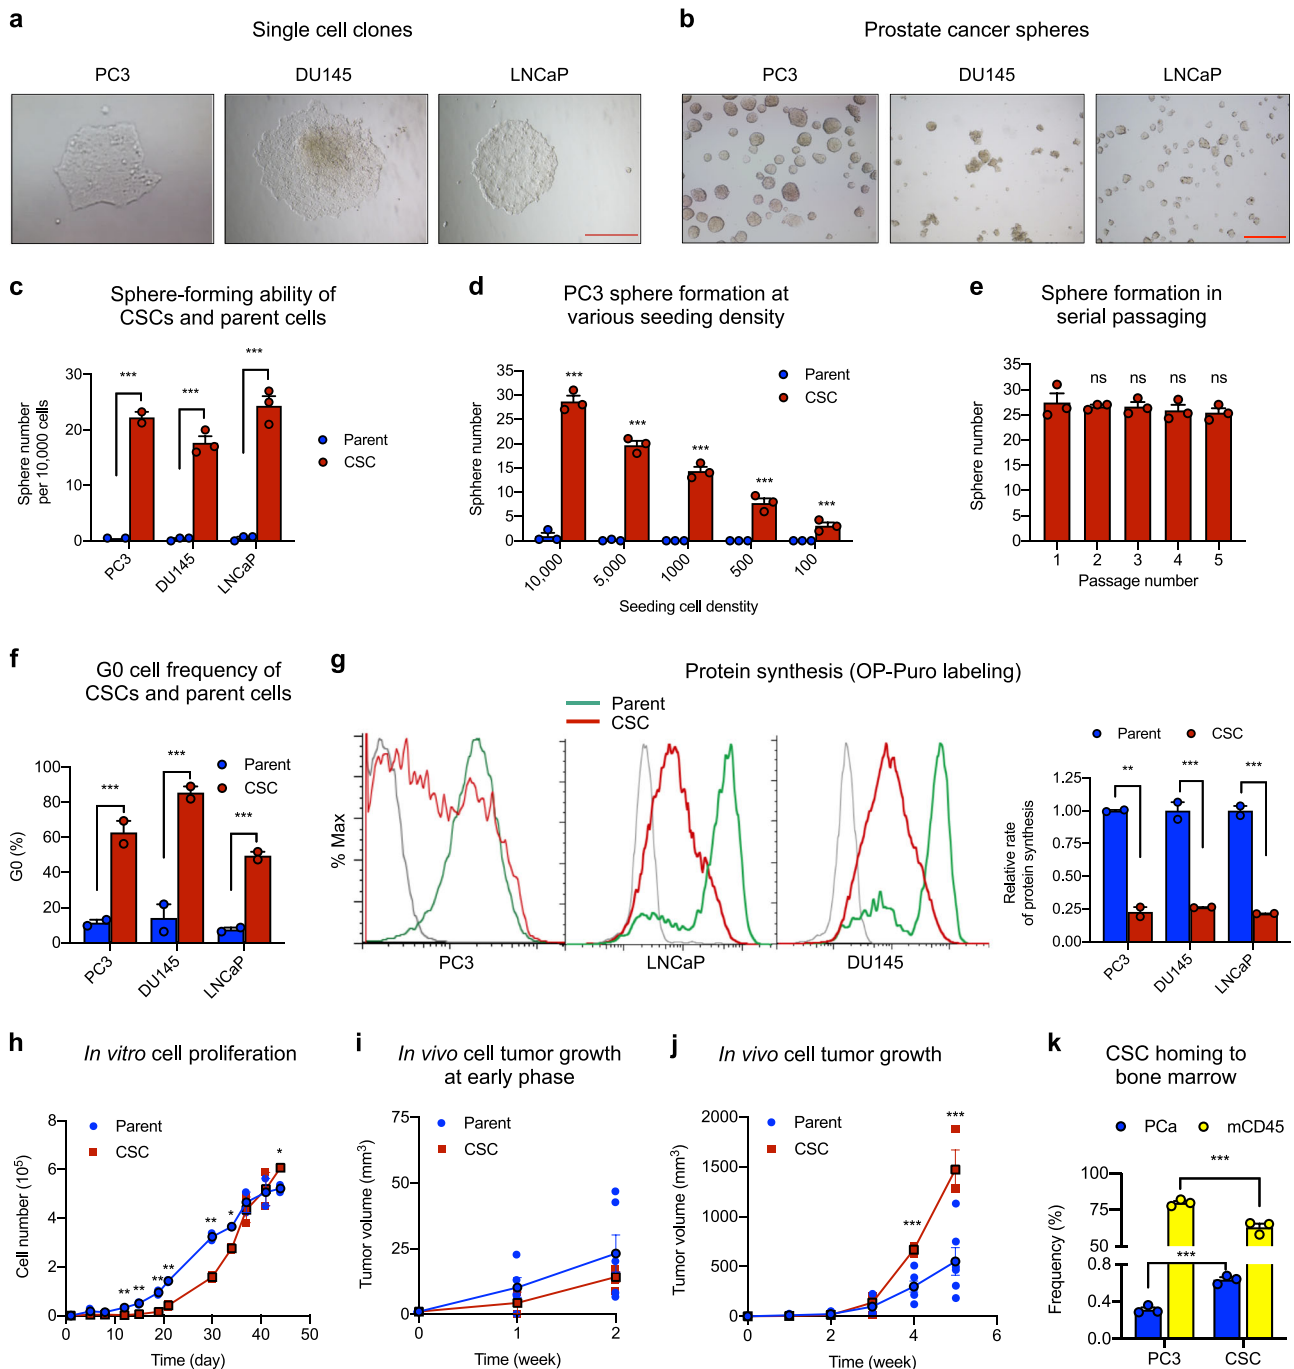 a
Single cell clones
PC3
DU145
LNCaP
b
Prostate cancer spheres
PC3
DU145
LNCaP
c
Sphere-forming ability of
CSCs and parent cells
Sphere number
per 10,000 cells
30
20
10
0
***
***
***
PC3
DU145
LNCaP
Parent
CSC
d
PC3 sphere formation at
various seeding density
Sphhere number
35
30
25
20
15
10
5
0
***
***
***
***
***
10,000
5,000
1000
500
100
Seeding cell denstity
Parent
CSC
e
Sphere formation in
serial passaging
Sphere number
35
30
25
20
15
10
5
0
ns
ns
ns
ns
1
2
3
4
5
Passage number
f
G0 cell frequency of
CSCs and parent cells
G0 (%)
100
80
60
40
20
0
***
***
***
Parent
CSC
PC3
DU145
LNCaP
g
Protein synthesis (OP-Puro labeling)
Parent
CSC
% Max
PC3
LNCaP
DU145
Parent
CSC
Relative rate
of protein synthesis
1.25
1.00
0.75
0.50
0.25
0.00
**
***
***
PC3
DU145
LNCaP
h
In vitro cell proliferation
Parent
CSC
Cell number (10⁵)
8
6
4
2
0
**
**
**
**
**
*
*
0
10
20
30
40
50
Time (day)
i
In vivo cell tumor growth
at early phase
Parent
CSC
Tumor volume (mm³)
75
50
25
0
0
1
2
Time (week)
j
In vivo cell tumor growth
Parent
CSC
Tumor volume (mm³)
2000
1500
1000
500
0
***
***
0
2
4
6
Time (week)
k
CSC homing to
bone marrow
PCa
mCD45
Frequency (%)
100
75
50
0.8
0.4
0.0
***
***
PC3
CSC